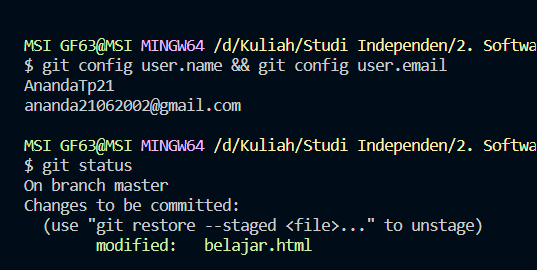 MSI GF63@MSI MINGW64 /d/Kuliah/Studi Independen/2. Softwa
$ git config user.name && git config user.email
AnandaTp21
ananda21062002@gmail.com
MSI GF63@MSI MINGW64 /d/Kuliah/Studi Independen/2. Softwa
$ git status
On branch master
Changes to be committed:
(use "git restore --staged <file>..." to unstage)
modified: belajar.html